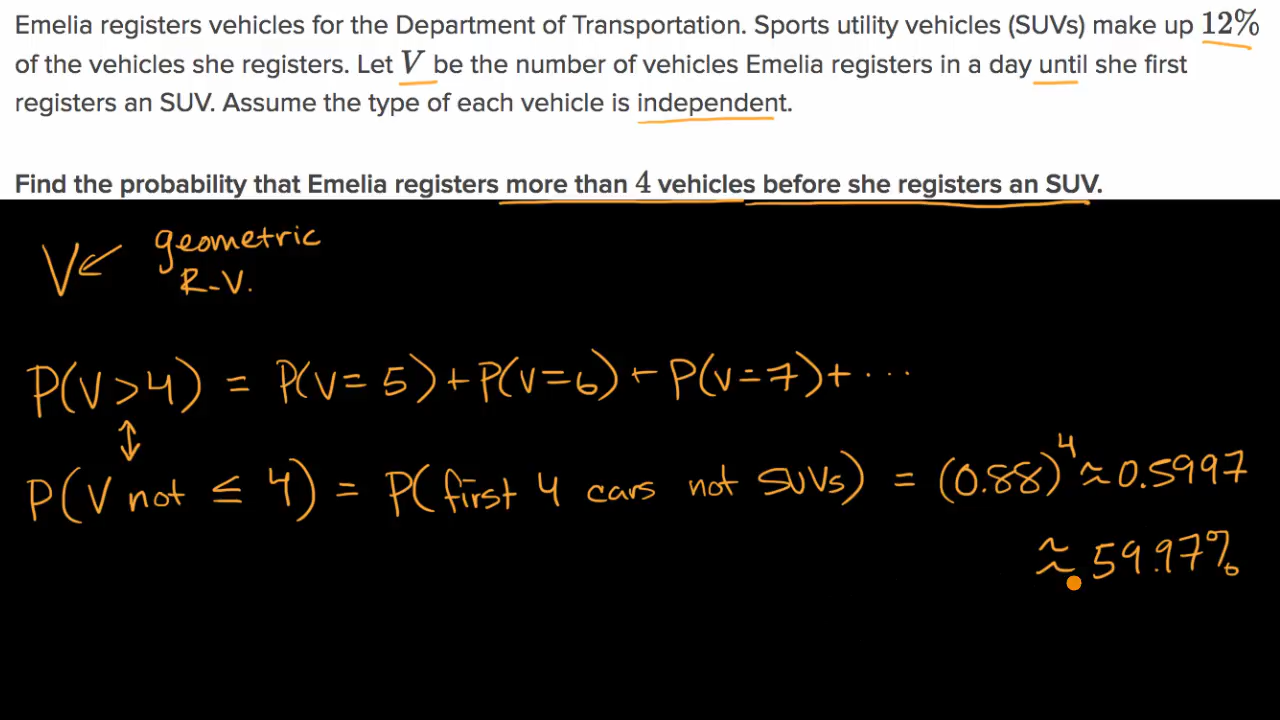 Emelia registers vehicles for the Department of Transportation. Sports utility vehicles (SUVs) make up 12%
of the vehicles she registers. Let V be the number of vehicles Emelia registers in a day until she first
registers an SUV. Assume the type of each vehicle is independent.
Find the probability that Emelia registers more than 4 vehicles before she registers an SUV.
V ↙ geometric
R-V.
P(V>4) = P(V=5)+P(V=6)+P(V=7)+...
↕
P(V not ≤ 4) = P(first 4 cars not SUVs) = (0.88)^4 ≈ 0.5997
≈ 59.97%